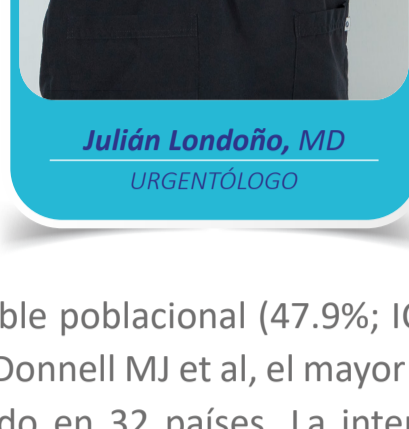 Julián Londoño, MD
URGENTÓLOGO
ble poblacional (47.9%;
Donnell MJ et al, el mayor
do en 32 países. La